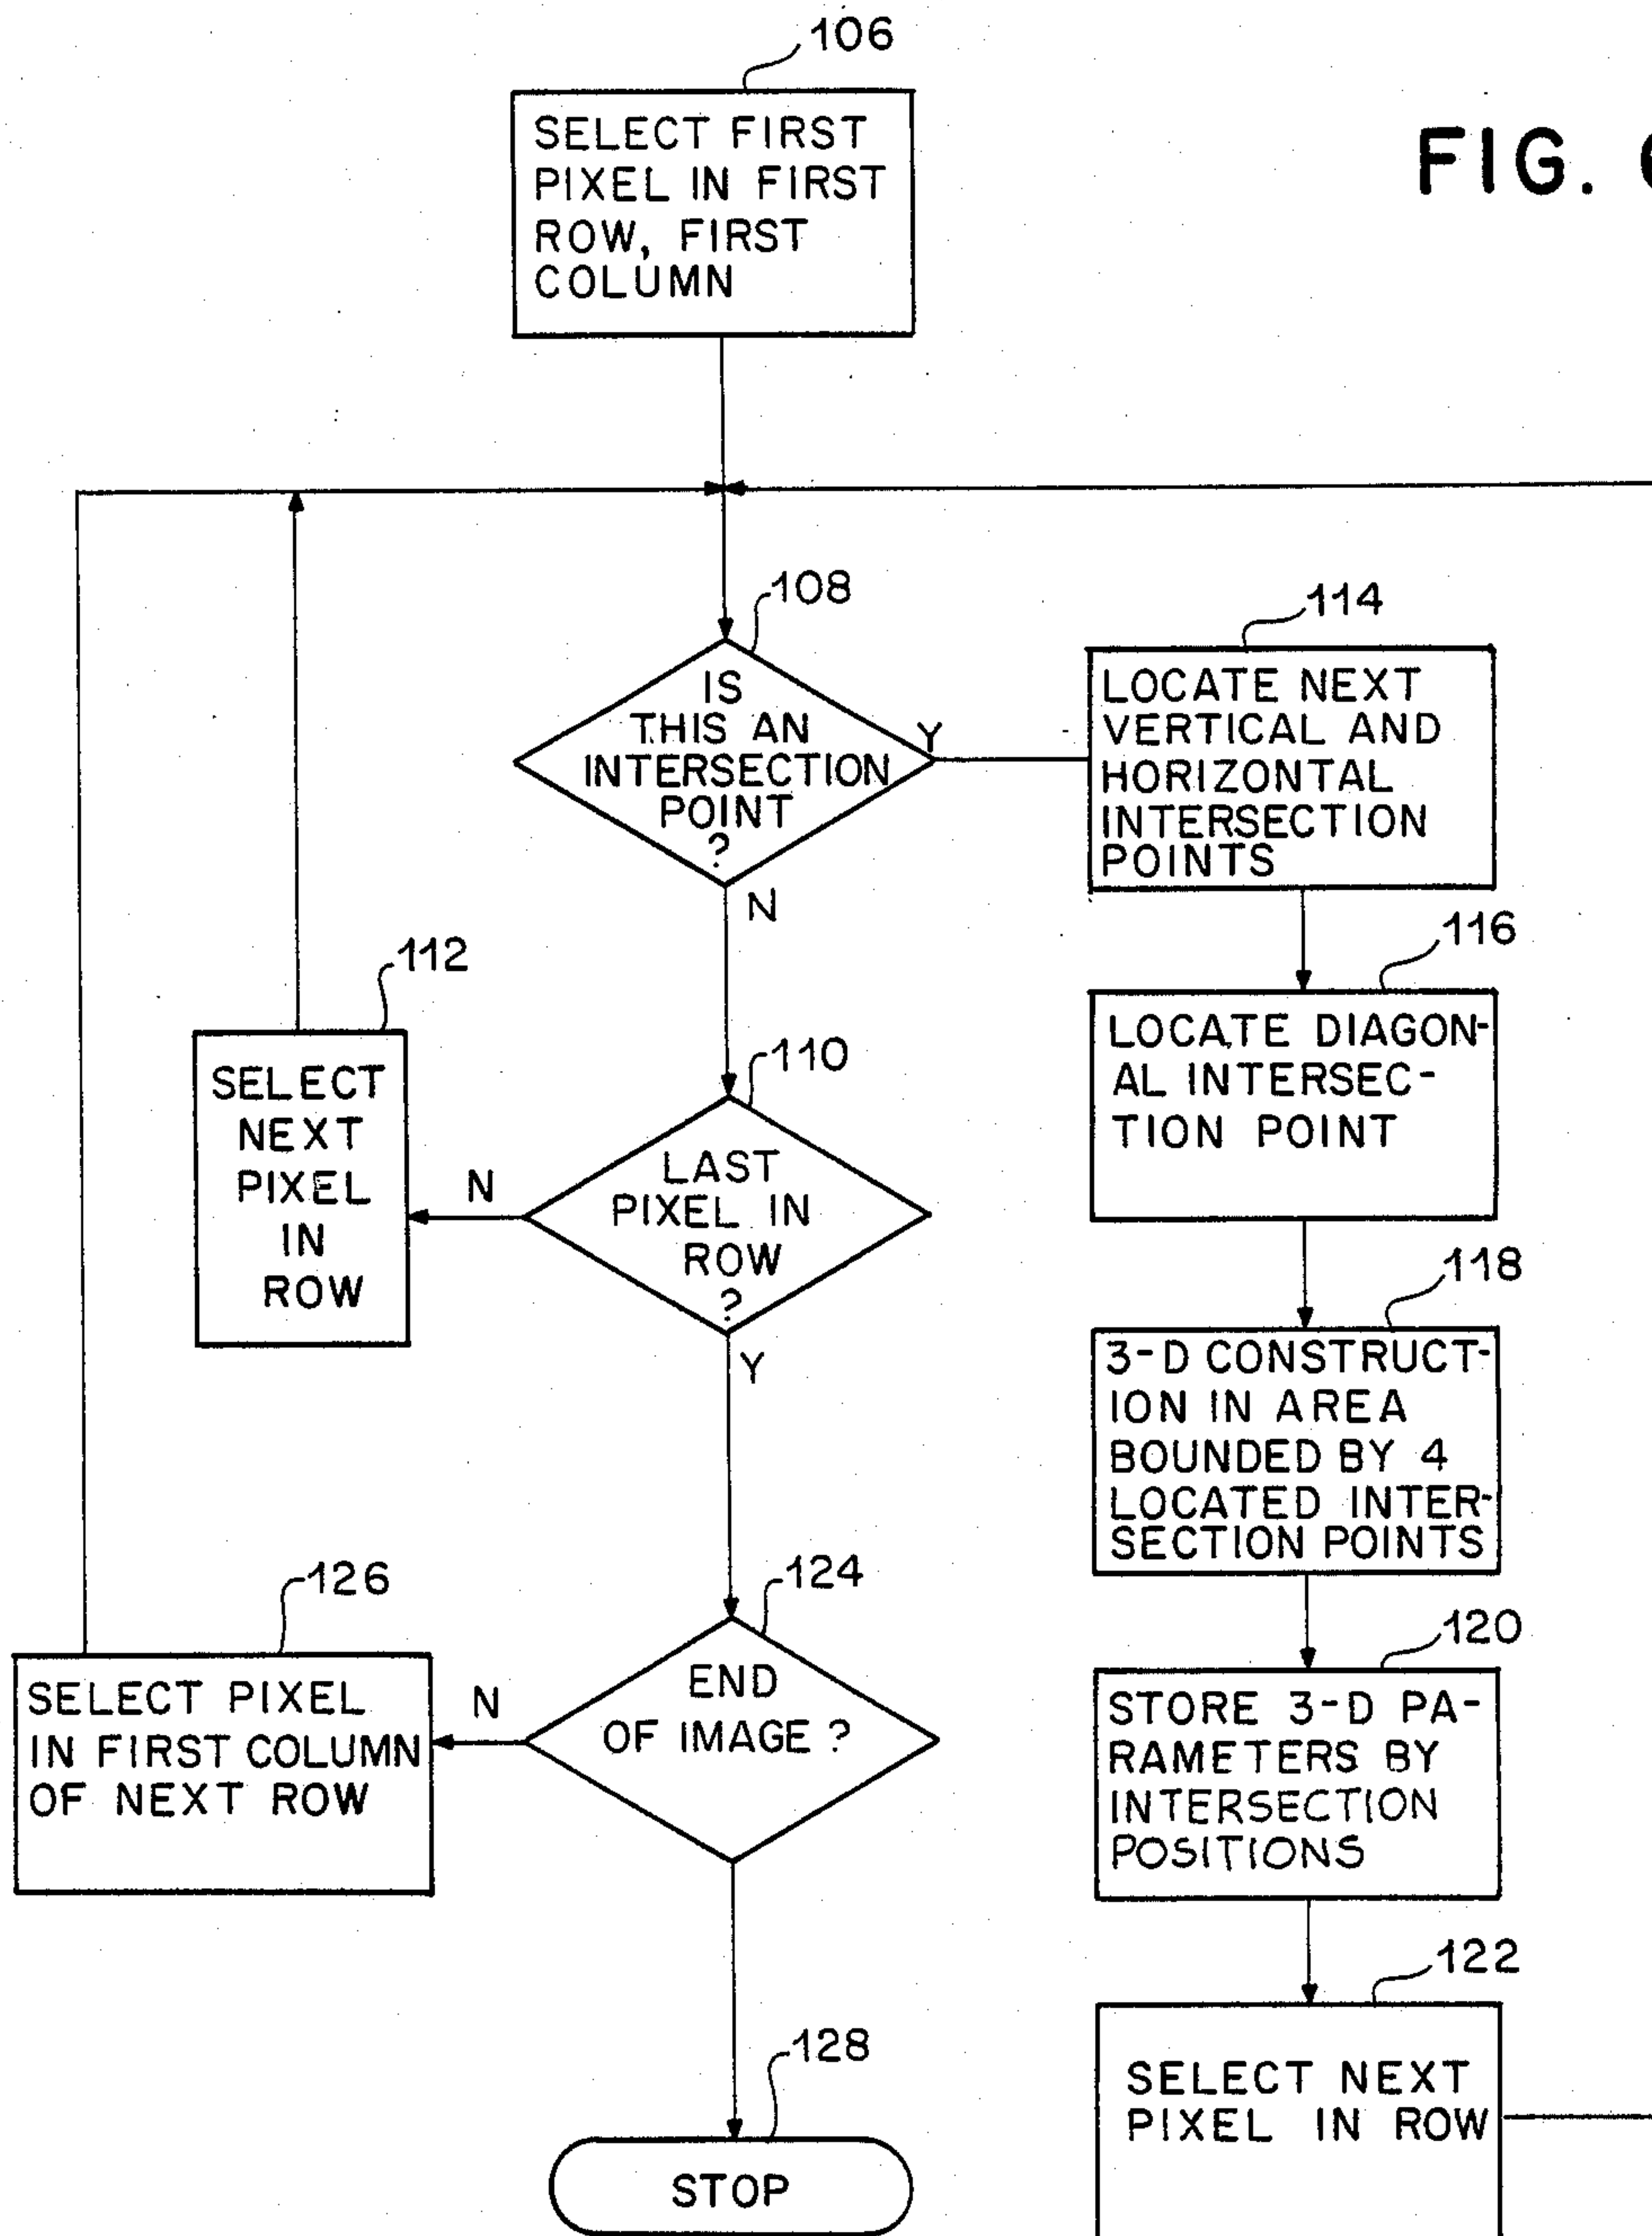 106
SELECT FIRST
PIXEL IN FIRST
ROW, FIRST
COLUMN
FIG.
108
IS
THIS AN
INTERSECTION
POINT
?
Y
N
114
LOCATE NEXT
VERTICAL AND
HORIZONTAL
INTERSECTION
POINTS
112
SELECT
NEXT
PIXEL
IN
ROW
110
LAST
PIXEL IN
ROW
?
N
Y
116
LOCATE DIAGON-
AL INTERSEC-
TION POINT
118
3-D CONSTRUCT-
ION IN AREA
BOUNDED BY 4
LOCATED INTER-
SECTION POINTS
126
SELECT PIXEL
IN FIRST COLUMN
OF NEXT ROW
124
END
OF IMAGE ?
N
120
STORE 3-D PA-
RAMETERS BY
INTERSECTION
POSITIONS
122
SELECT NEXT
PIXEL IN ROW
128
STOP